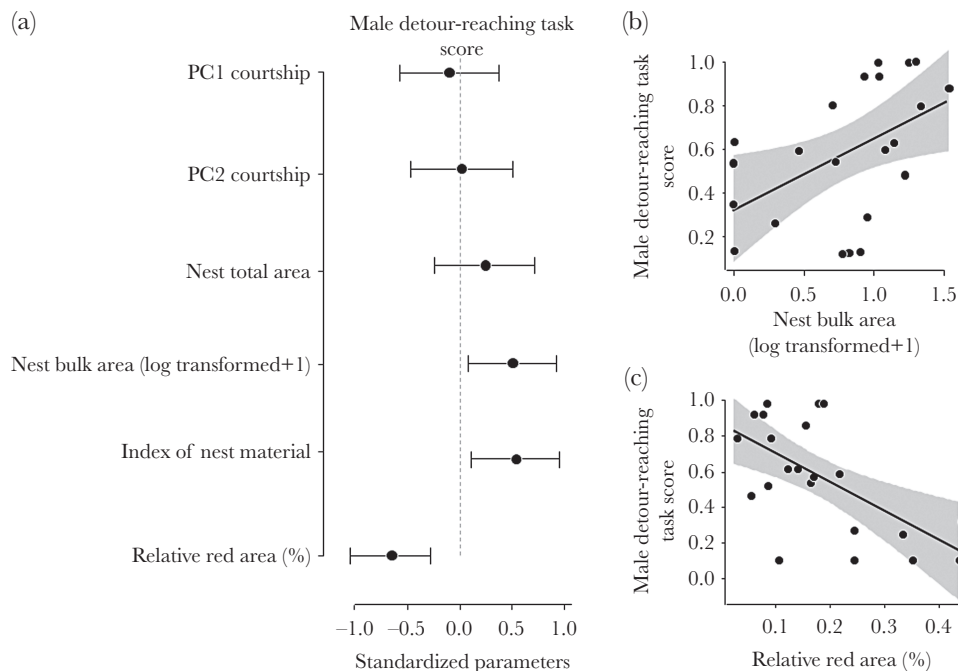 (a)
Male detour-reaching task
score
PC1 courtship
PC2 courtship
Nest total area
Nest bulk area (log transformed+1)
Index of nest material
Relative red area (%)
−1.0 −0.5 0.0 0.5 1.0
Standardized parameters
(b)
Male detour-reaching task
score
1.0
0.8
0.6
0.4
0.2
0.0 0.5 1.0 1.5
Nest bulk area
(log transformed+1)
(c)
Male detour-reaching
task score
1.0
0.8
0.6
0.4
0.2
0.0
0.1 0.2 0.3 0.4
Relative red area (%)